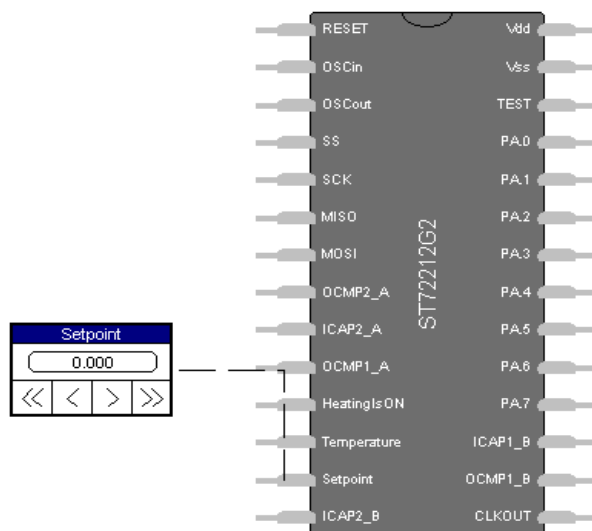 RESET Vdd
OSCin Vss
OSCout TEST
SS PA.0
SCK PA.1
MISO PA.2
MOSI PA.3
OCMP2_A PA.4
ICAP2_A PA.5
OCMP1_A PA.6
HeatingIsON PA.7
Temperature ICAP1_B
Setpoint OCMP1_B
ICAP2_B CLKOUT
ST72212G2
Setpoint
0.000
<< < > >>